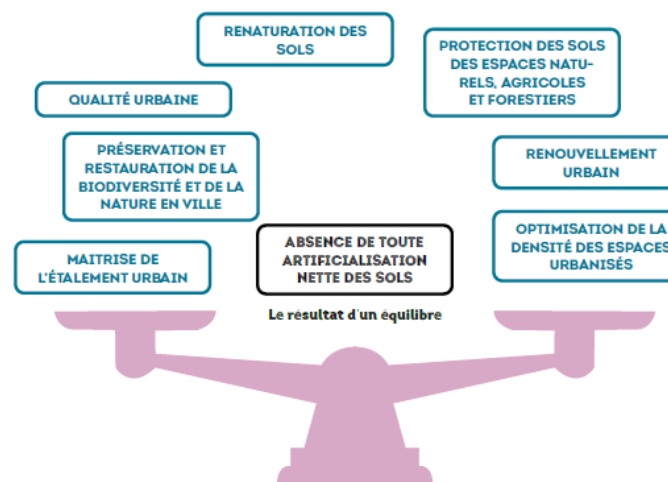 RENATURATION DES
SOLS
PROTECTION DES SOLS
DES ESPACES NATU-
RELS, AGRICOLES
ET FORESTIERS
QUALITÉ URBAINE
PRÉSERVATION ET
RESTAURATION DE LA
BIODIVERSITÉ ET DE LA
NATURE EN VILLE
RENOUVELLEMENT
URBAIN
MAITRISE DE
L'ÉTALEMENT URBAIN
ABSENCE DE TOUTE
ARTIFICIALISATION
NETTE DES SOLS
OPTIMISATION DE LA
DENSITÉ DES ESPACES
URBANISÉS
Le résultat d'un équilibre